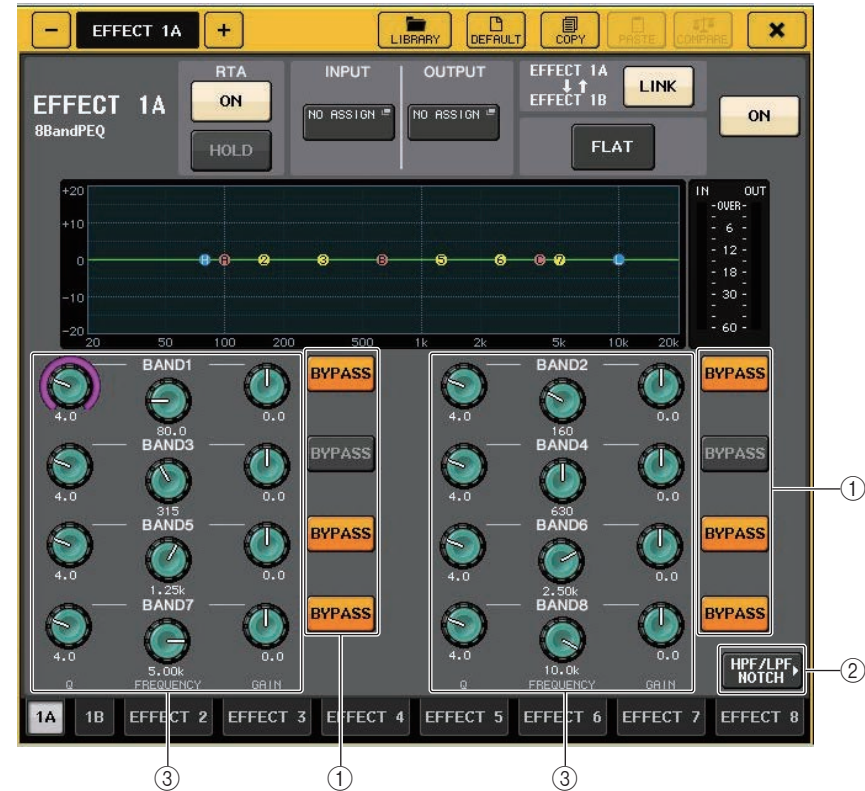 EFFECT 1A
LIBRARY DEFAULT COPY PASTE COMPARE
EFFECT 1A
8BandPEQ
RTA
ON
HOLD
INPUT
NO ASSIGN
OUTPUT
NO ASSIGN
EFFECT 1A
EFFECT 1B
LINK
FLAT
ON
+20
+10
0
-10
-20
20 50 100 200 500 1k 2k 5k 10k 20k
H A 2 3 B 5 6 C 7 L
IN OUT
-OVER-
- 6 -
- 12 -
- 18 -
- 30 -
- 60 -
BAND1
4.0 80.0 0.0
BYPASS
BAND2
4.0 160 0.0
BYPASS
BAND3
4.0 315 0.0
BYPASS
BAND4
4.0 630 0.0
BYPASS
BAND5
4.0 1.25k 0.0
BYPASS
BAND6
4.0 2.50k 0.0
BYPASS
BAND7
4.0 5.00k 0.0
BYPASS
BAND8
4.0 10.0k 0.0
BYPASS
Q FREQUENCY GAIN
Q FREQUENCY GAIN
HPF/LPF
NOTCH
1A 1B EFFECT 2 EFFECT 3 EFFECT 4 EFFECT 5 EFFECT 6 EFFECT 7 EFFECT 8
①
②
③ ① ③